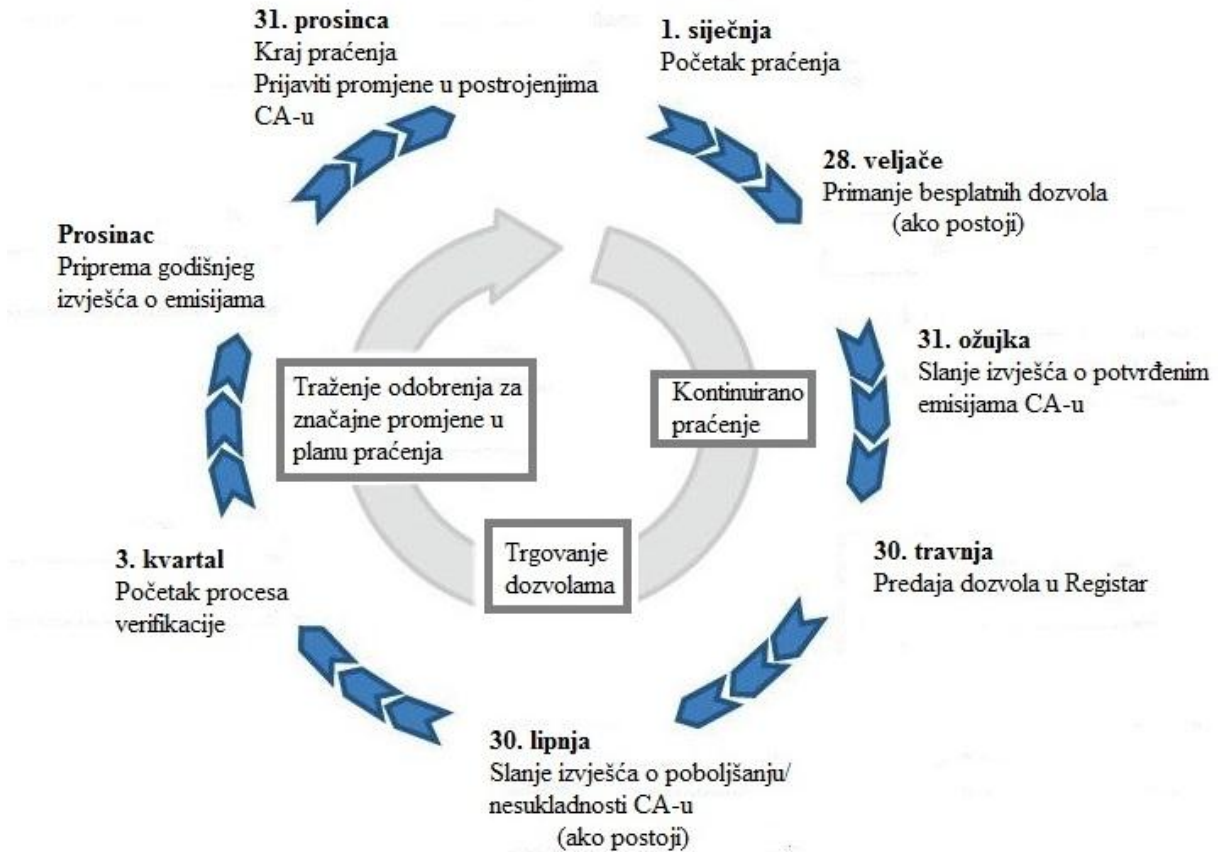 31. prosinca
Kraj praćenja
Prijaviti promjene u postrojenjima
CA-u
1. siječnja
Početak praćenja
28. veljače
Primanje besplatnih dozvola
(ako postoji)
31. ožujka
Slanje izvješća o potvrđenim
emisijama CA-u
30. travnja
Predaja dozvola u Registar
30. lipnja
Slanje izvješća o poboljšanju/
nesukladnosti CA-u
(ako postoji)
3. kvartal
Početak procesa
verifikacije
Prosinac
Priprema godišnjeg
izvješća o emisijama
Traženje odobrenja za
značajne promjene u
planu praćenja
Kontinuirano
praćenje
Trgovanje
dozvolama